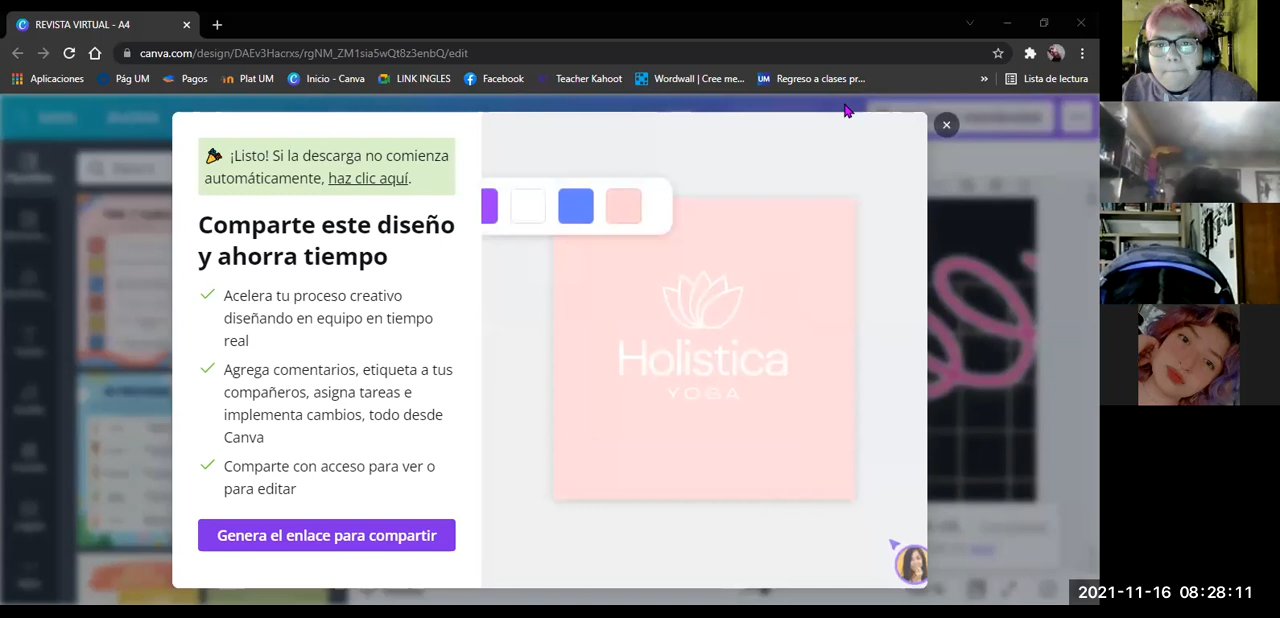 REVISTA VIRTUAL - A4
canva.com/design/DAEv3Hacrxs/rgNM_ZM1sia5wQt8z3enbQ/edit
Aplicaciones Pág UM Pagos Plat UM Inicio - Canva LINK INGLES Facebook Teacher Kahoot Wordwall | Cree me... UM Regreso a clases pr... » Lista de lectura
¡Listo! Si la descarga no comienza
automáticamente, haz clic aquí.
Comparte este diseño
y ahorra tiempo
Acelera tu proceso creativo
diseñando en equipo en tiempo
real
Agrega comentarios, etiqueta a tus
compañeros, asigna tareas e
implementa cambios, todo desde
Canva
Comparte con acceso para ver o
para editar
Genera el enlace para compartir
Holistica
YOGA
2021-11-16 08:28:11